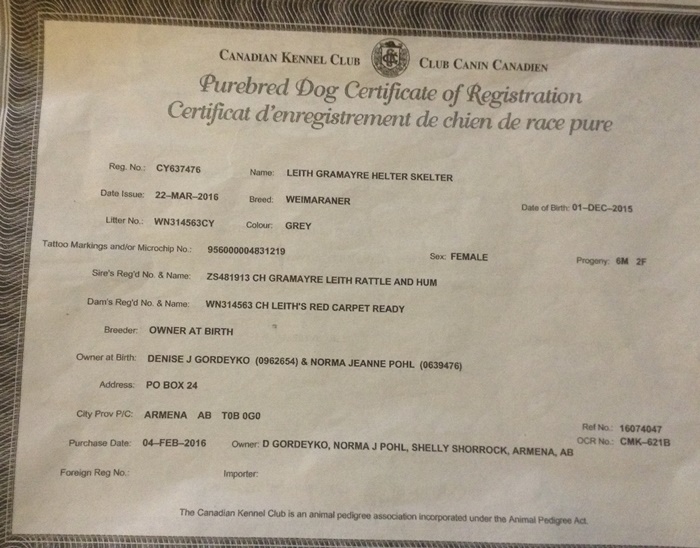 CANADIAN KENNEL CLUB CLUB CANIN CANADIEN
Purebred Dog Certificate of Registration
Certificat d'enregistrement de chien de race pure
Reg. No.: CY637476 Name: LEITH GRAMAYRE HELTER SKELTER
Date Issue: 22-MAR-2016 Breed: WEIMARANER Date of Birth: 01-DEC-2015
Litter No.: WN314563CY Colour: GREY
Tattoo Markings and/or Microchip No.: 956000004831219 Sex: FEMALE Progeny: 6M 2F
Sire's Reg'd No. & Name: ZS481913 CH GRAMAYRE LEITH RATTLE AND HUM
Dam's Reg'd No. & Name: WN314563 CH LEITH'S RED CARPET READY
Breeder: OWNER AT BIRTH
Owner at Birth: DENISE J GORDEYKO (0962654) & NORMA JEANNE POHL (0639476)
Address: PO BOX 24
City Prov P/C: ARMENA AB T0B 0G0
Ref No.: 16074047
Purchase Date: 04-FEB-2016 Owner: D GORDEYKO, NORMA J POHL, SHELLY SHORROCK, ARMENA, AB OCR No.: CMK-621B
Foreign Reg No.: Importer:
The Canadian Kennel Club is an animal pedigree association incorporated under the Animal Pedigree Act.